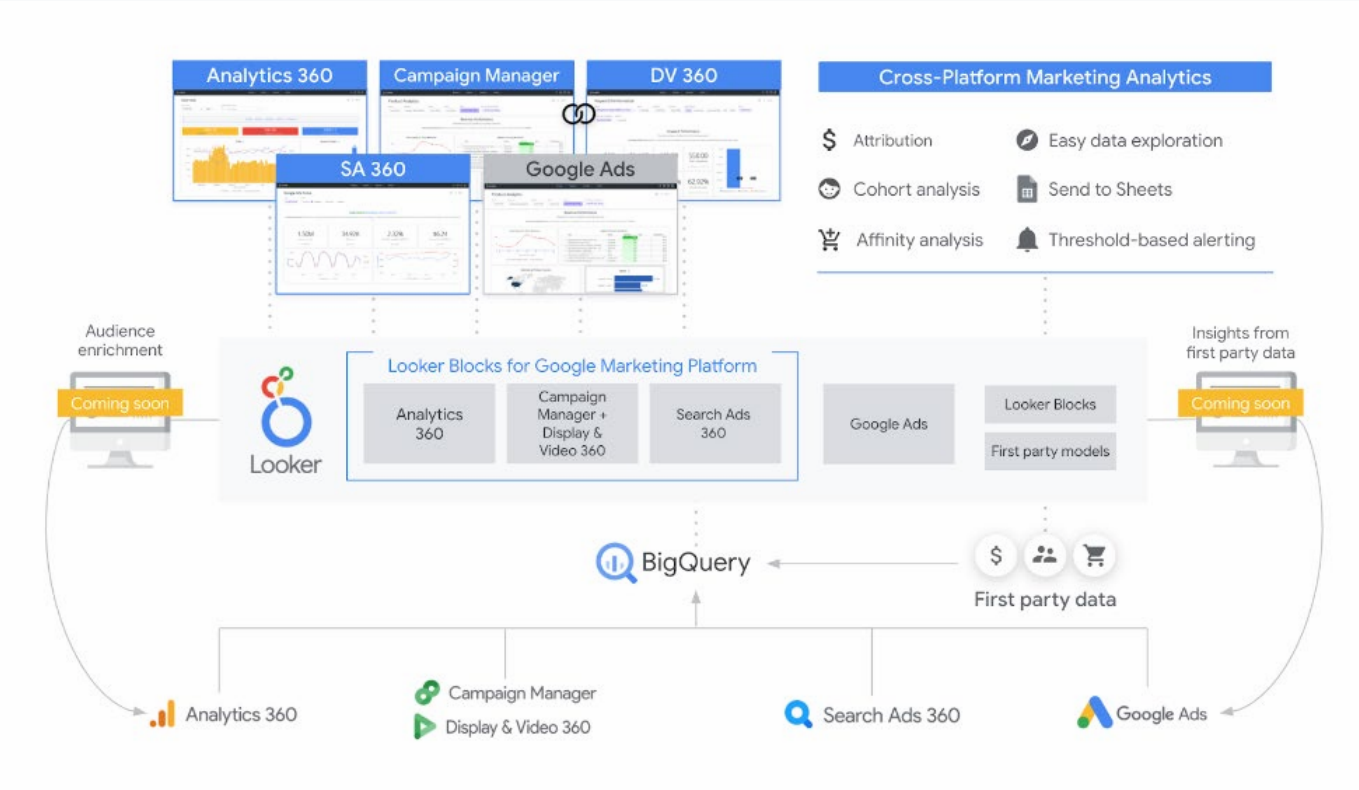 Analytics 360
Campaign Manager
DV 360
SA 360
Google Ads
Cross-Platform Marketing Analytics
Attribution
Easy data exploration
Cohort analysis
Send to Sheets
Affinity analysis
Threshold-based alerting
Audience
enrichment
Coming soon
Looker
Looker Blocks for Google Marketing Platform
Analytics
360
Campaign
Manager +
Display &
Video 360
Search Ads
360
Google Ads
Looker Blocks
First party models
Insights from
first party data
Coming soon
BigQuery
$
First party data
Analytics 360
Campaign Manager
Display & Video 360
Search Ads 360
Google Ads